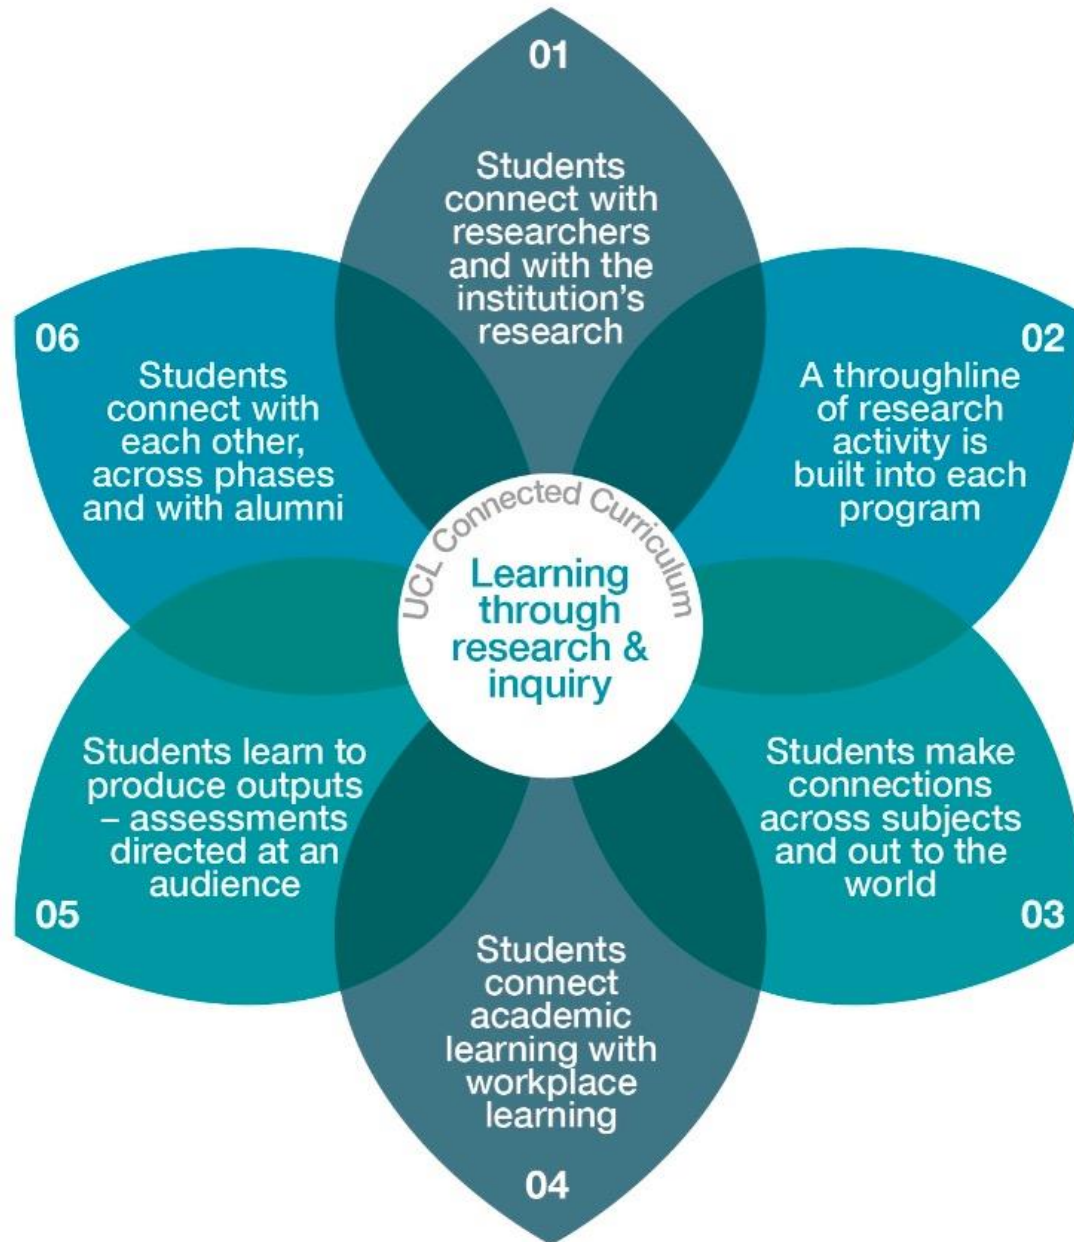 01
Students
connect with
researchers
and with the
institution’s
research
02
A throughline
of research
activity is
built into each
program
Students make
connections
across subjects
and out to the
world
03
Students
connect
academic
learning with
workplace
learning
04
Students learn to
produce outputs
– assessments
directed at an
audience
05
06
Students
connect with
each other,
across phases
and with alumni
UCL Connected Curriculum
Learning
through
research &
inquiry